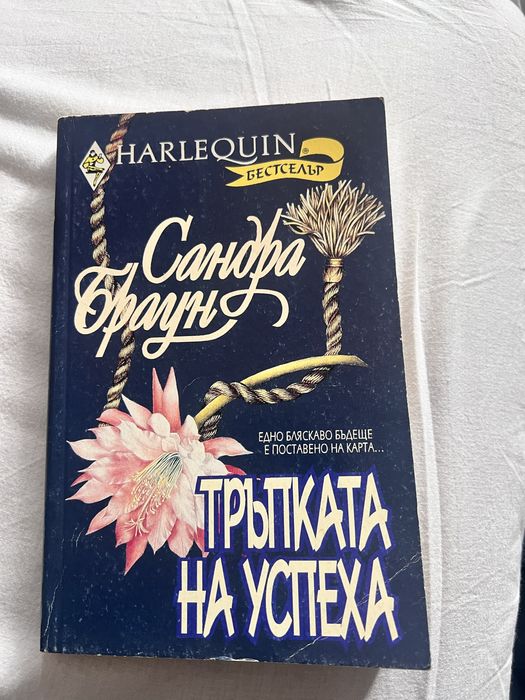 HARLEQUIN®
БЕСТСЕЛЪР
Сандра
Браун
ЕДНО БЛЯСКАВО БЪДЕЩЕ
Е ПОСТАВЕНО НА КАРТА...
ТРЪПКАТА
НА УСПЕХА